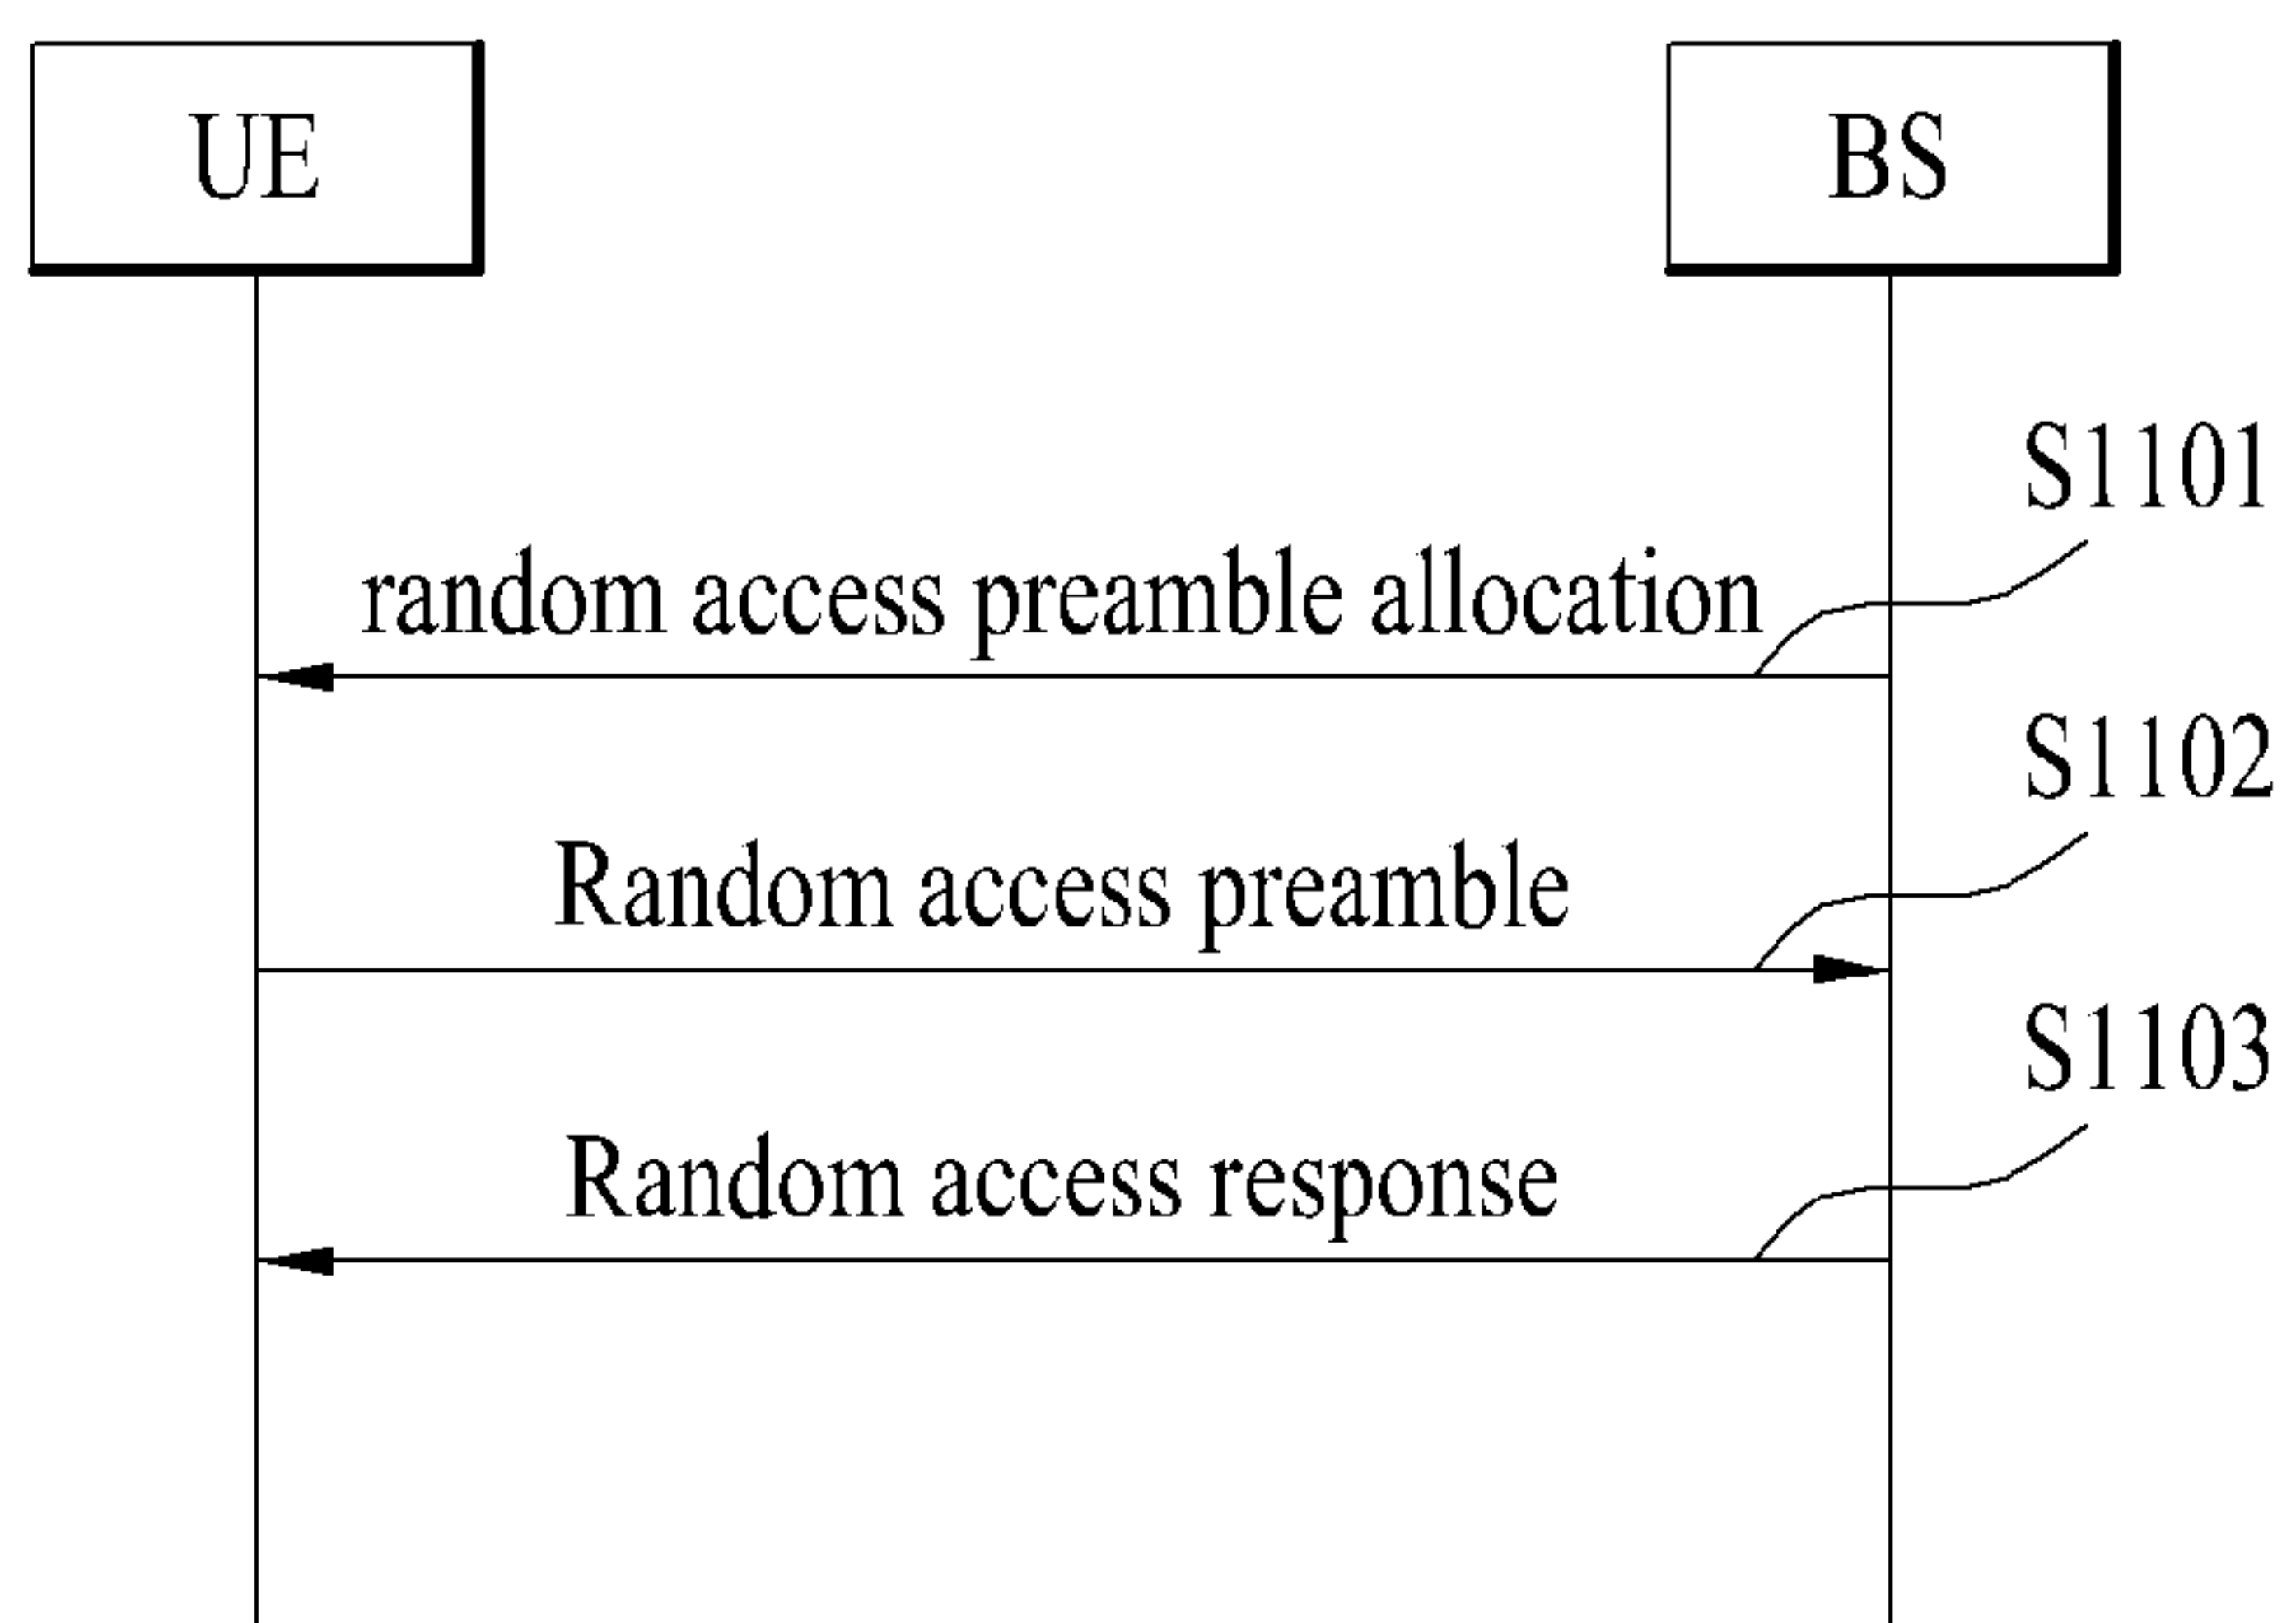 UE
BS
S1101
random access preamble allocation
S1102
Random access preamble
S1103
Random access response